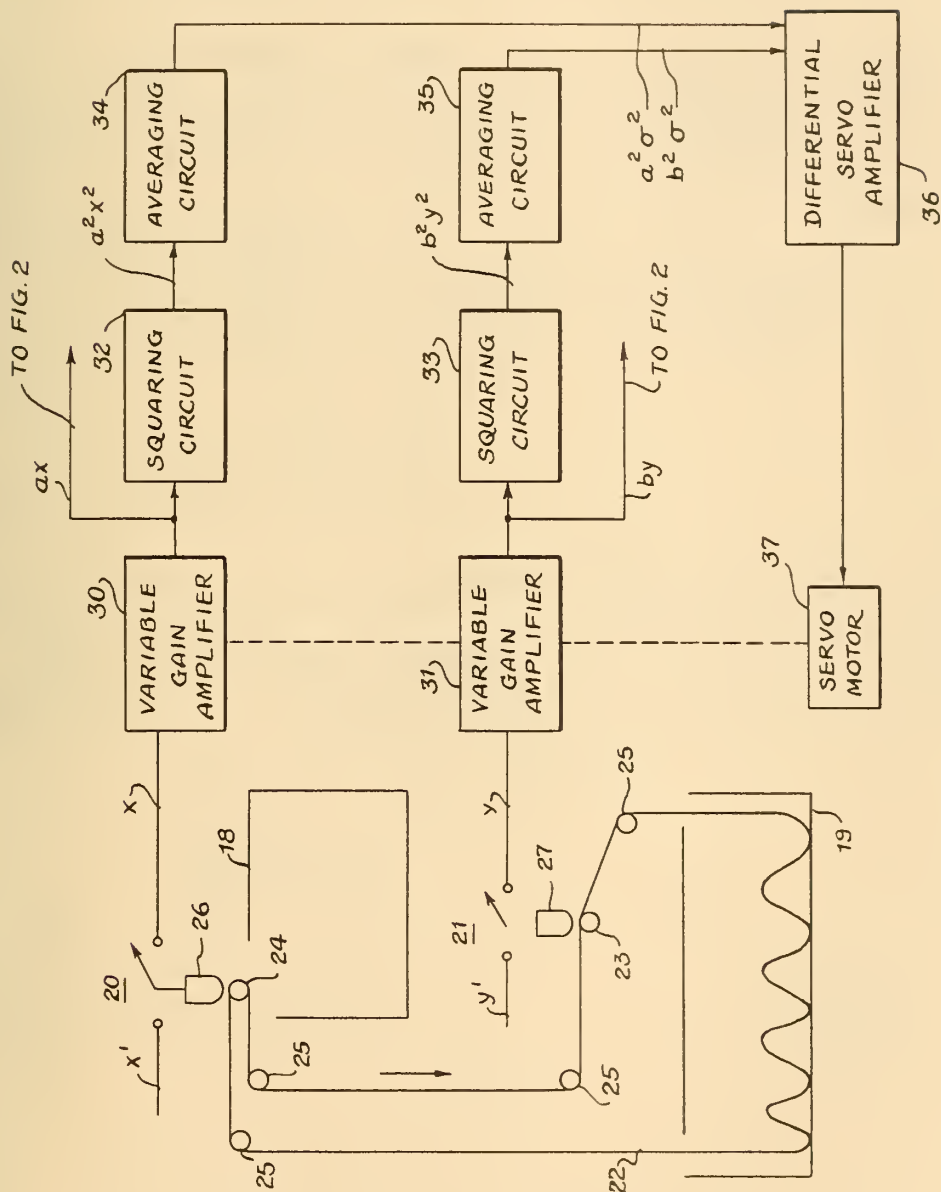 TO FIG. 2
ax
x'
20
26
x
30
VARIABLE
GAIN
AMPLIFIER
32
SQUARING
CIRCUIT
a²x²
34
AVERAGING
CIRCUIT
25
25
24
18
y'
21
27
y
31
VARIABLE
GAIN
AMPLIFIER
33
SQUARING
CIRCUIT
b²y²
35
AVERAGING
CIRCUIT
by
TO FIG. 2
25
23
25
22
19
a²σ²
b²σ²
37
SERVO
MOTOR
DIFFERENTIAL
SERVO
AMPLIFIER
36